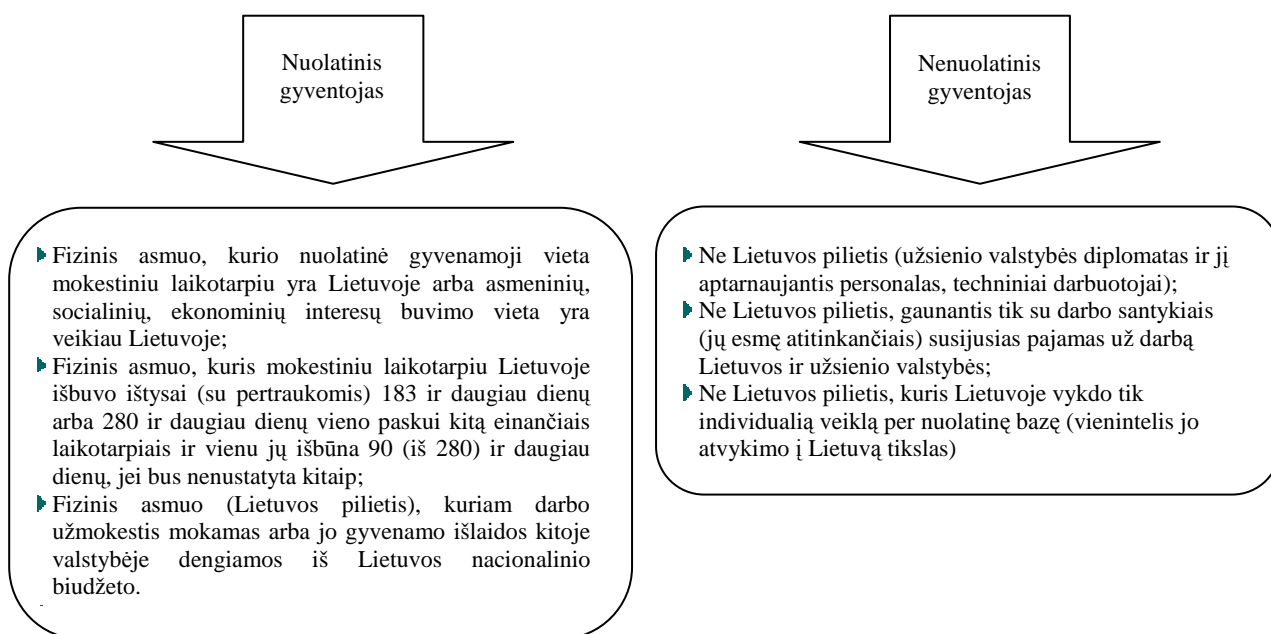 Nuolatinis
gyventojas
Fizinis asmuo, kurio nuolatinė gyvenamoji vieta
mokestiniu laikotarpiu yra Lietuvoje arba asmeninių,
socialinių, ekonominių interesų buvimo vieta yra
veikiau Lietuvoje;
Fizinis asmuo, kuris mokestiniu laikotarpiu Lietuvoje
išbuvo ištysai (su pertraukomis) 183 ir daugiau dienų
arba 280 ir daugiau dienų vieno paskui kitą einančiais
laikotarpiais ir vienu jų išbūna 90 (iš 280) ir daugiau
dienų, jei bus nenustatyta kitaip;
Fizinis asmuo (Lietuvos pilietis), kuriam darbo
užmokestis mokamas arba jo gyvenamo išlaidos kitoje
valstybėje dengiamos iš Lietuvos nacionalinio
biudžeto.
Nenuolatinis
gyventojas
Ne Lietuvos pilietis (užsienio valstybės diplomatas ir jį
aptarnaujantis personalas, techniniai darbuotojai);
Ne Lietuvos pilietis, gaunantis tik su darbo santykiais
(jų esmę atitinkančiais) susijusias pajamas už darbą
Lietuvos ir užsienio valstybės;
Ne Lietuvos pilietis, kuris Lietuvoje vykdo tik
individualią veiklą per nuolatinę bazę (vienintelis jo
atvykimo į Lietuvą tikslas)